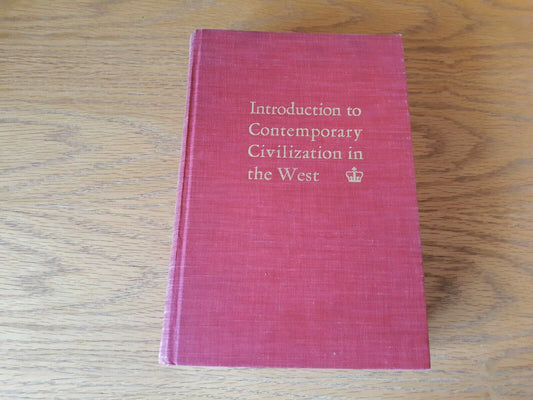 Introduction to
Contemporary
Civilization in
the West